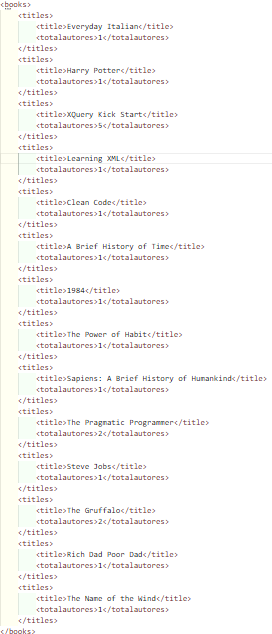 <books>
<titles>
<title>Everyday Italian</title>
<totalautores>1</totalautores>
</titles>
<titles>
<title>Harry Potter</title>
<totalautores>1</totalautores>
</titles>
<titles>
<title>XQuery Kick Start</title>
<totalautores>5</totalautores>
</titles>
<titles>
<title>Learning XML</title>
<totalautores>1</totalautores>
</titles>
<titles>
<title>Clean Code</title>
<totalautores>1</totalautores>
</titles>
<titles>
<title>A Brief History of Time</title>
<totalautores>1</totalautores>
</titles>
<titles>
<title>1984</title>
<totalautores>1</totalautores>
</titles>
<titles>
<title>The Power of Habit</title>
<totalautores>1</totalautores>
</titles>
<titles>
<title>Sapiens: A Brief History of Humankind</title>
<totalautores>1</totalautores>
</titles>
<titles>
<title>The Pragmatic Programmer</title>
<totalautores>2</totalautores>
</titles>
<titles>
<title>Steve Jobs</title>
<totalautores>1</totalautores>
</titles>
<titles>
<title>The Gruffalo</title>
<totalautores>2</totalautores>
</titles>
<titles>
<title>Rich Dad Poor Dad</title>
<totalautores>1</totalautores>
</titles>
<titles>
<title>The Name of the Wind</title>
<totalautores>1</totalautores>
</titles>
</books>